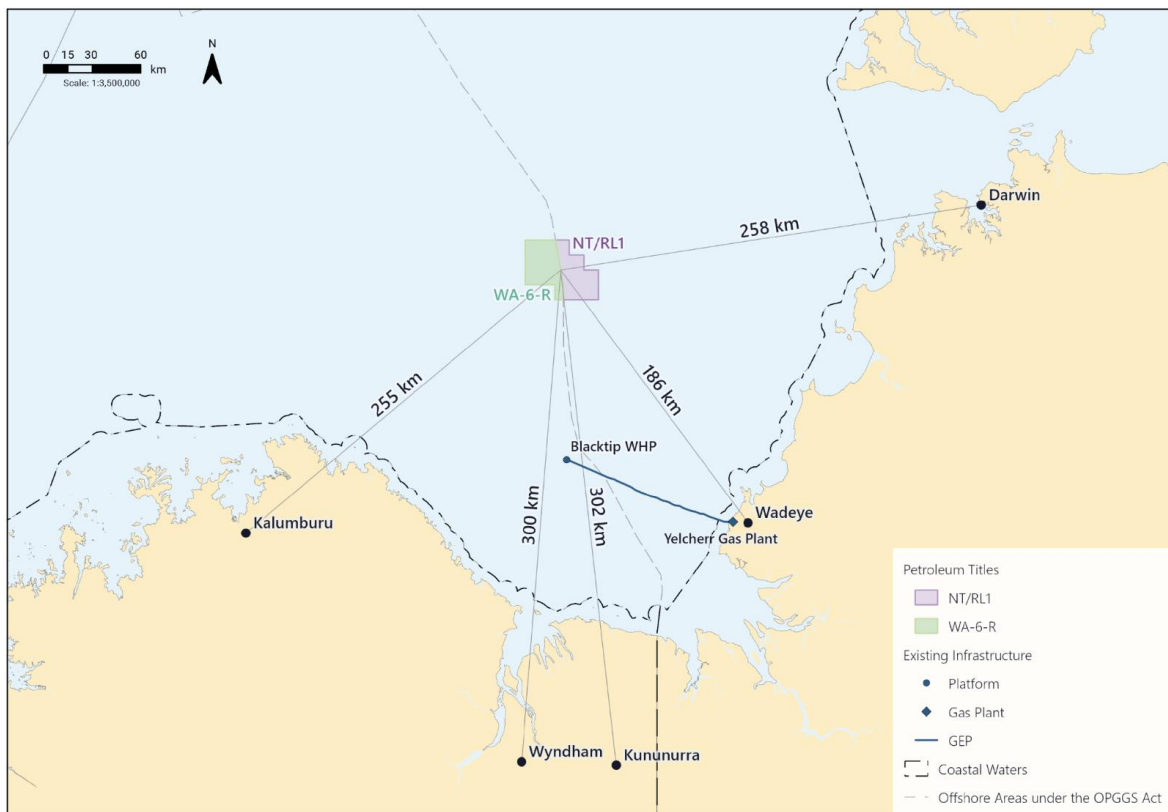 0 15 30 60
km
Scale: 1:3,500,000
N
Darwin
258 km
NT/RL1
WA-6-R
255 km
186 km
Blacktip WHP
300 km
302 km
Kalumburu
Wadeye
Yelcherr Gas Plant
Wyndham
Kununurra
Petroleum Titles
NT/RL1
WA-6-R
Existing Infrastructure
Platform
Gas Plant
GEP
Coastal Waters
Offshore Areas under the OPGGS Act